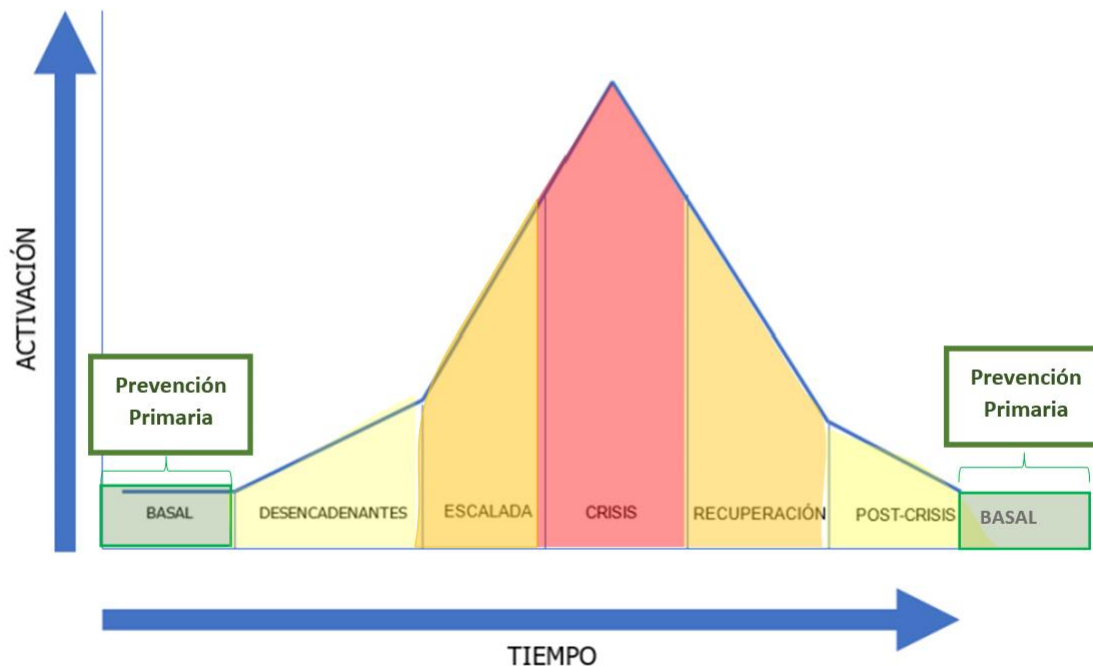 ACTIVACIÓN
Prevención
Primaria
Prevención
Primaria
BASAL
DESENCADENANTES
ESCALADA
CRISIS
RECUPERACIÓN
POST-CRISIS
BASAL
TIEMPO